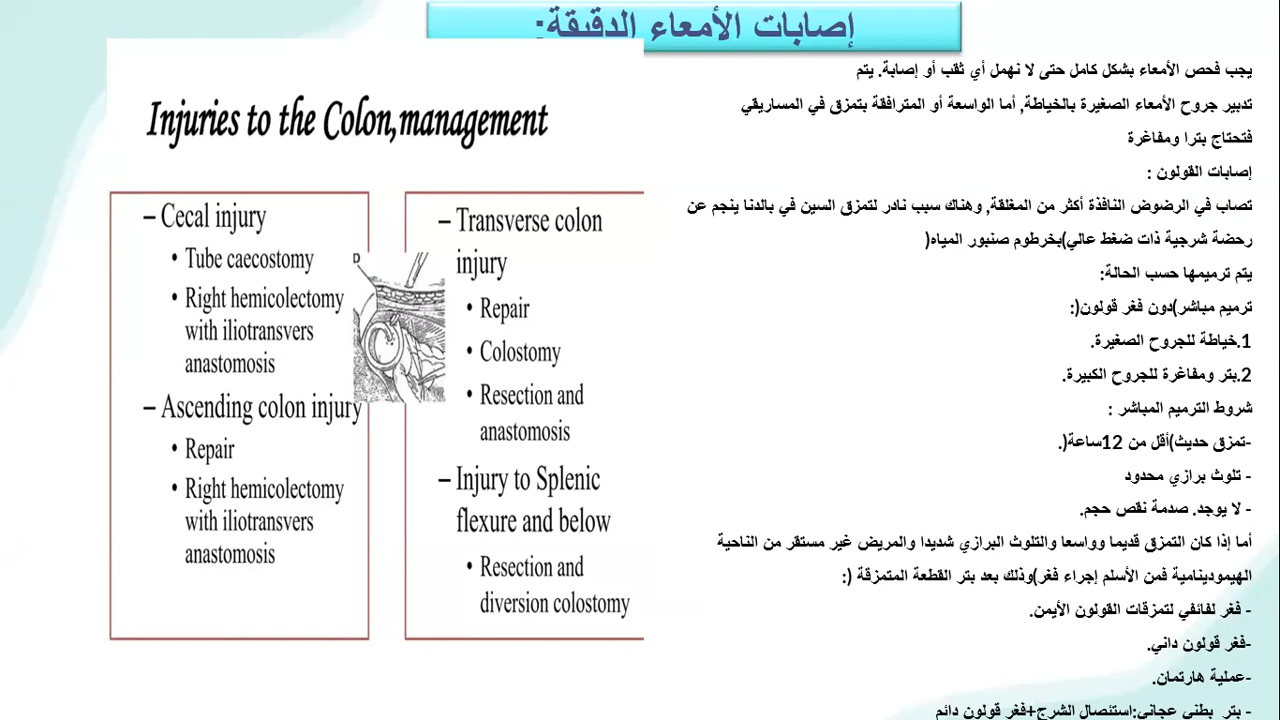 إصابات الأمعاء الدقيقة:
يجب فحص الأمعاء بشكل كامل حتى لا نهمل أي ثقب أو إصابة. يتم
تدبير جروح الأمعاء الصغيرة بالخياطة, أما الواسعة أو المترافقة بتمزق في المساريقي
فتحتاج بترا ومفاغرة
إصابات القولون :
تصاب في الرضوض النافذة أكثر من المغلقة, وهناك سبب نادر لتمزق السين في بالدنا ينجم عن
رحضة شرجية ذات ضغط عالي)بخرطوم صنبور المياه(
يتم ترميمها حسب الحالة:
ترميم مباشر)دون فغر قولون(:
1.خياطة للجروح الصغيرة.
2.بتر ومفاغرة للجروح الكبيرة.
شروط الترميم المباشر :
-تمزق حديث)أقل من 12ساعة(.
- تلوث برازي محدود
- لا يوجد. صدمة نقص حجم.
أما إذا كان التمزق قديما وواسعا والتلوث البرازي شديدا والمريض غير مستقر من الناحية
الهيموديناميية فمن الأسلم إجراء فغر)وذلك بعد بتر القطعة المتمزقة (:
- فغر لفائفي لتمزقات القولون الأيمن.
-فغر قولون داني.
-عملية هارتمان.
- بتر بطني عجاني:استئصال الشرج+فغر قولون دائم
Injuries to the Colon,management
– Cecal injury
• Tube caecostomy
• Right hemicolectomy
with iliotransvers
anastomosis
– Ascending colon injury
• Repair
• Right hemicolectomy
with iliotransvers
anastomosis
D
– Transverse colon
injury
• Repair
• Colostomy
• Resection and
anastomosis
– Injury to Splenic
flexure and below
• Resection and
diversion colostomy